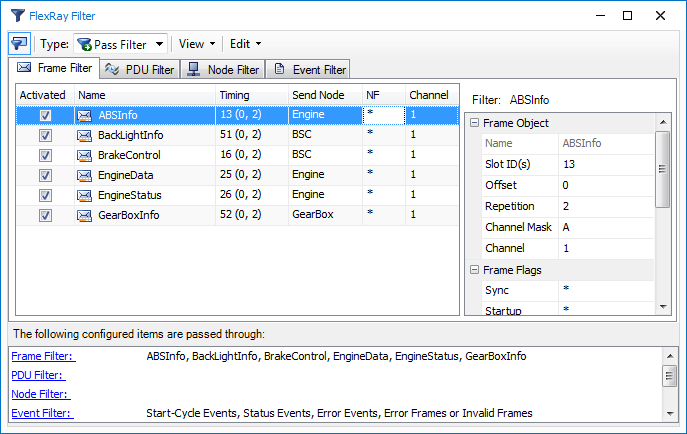 FlexRay Filter
Type: Pass Filter View Edit
Frame Filter PDU Filter Node Filter Event Filter
Activated Name Timing Send Node NF Channel
ABSInfo 13 (0, 2) Engine * 1
BackLightInfo 51 (0, 2) BSC * 1
BrakeControl 16 (0, 2) BSC * 1
EngineData 25 (0, 2) Engine * 1
EngineStatus 26 (0, 2) Engine * 1
GearBoxInfo 52 (0, 2) GearBox * 1
Filter: ABSInfo
Frame Object
Name ABSInfo
Slot ID(s) 13
Offset 0
Repetition 2
Channel Mask A
Channel 1
Frame Flags
Sync *
Startup *
The following configured items are passed through:
Frame Filter: ABSInfo, BackLightInfo, BrakeControl, EngineData, EngineStatus, GearBoxInfo
PDU Filter:
Node Filter:
Event Filter: Start-Cycle Events, Status Events, Error Events, Error Frames or Invalid Frames